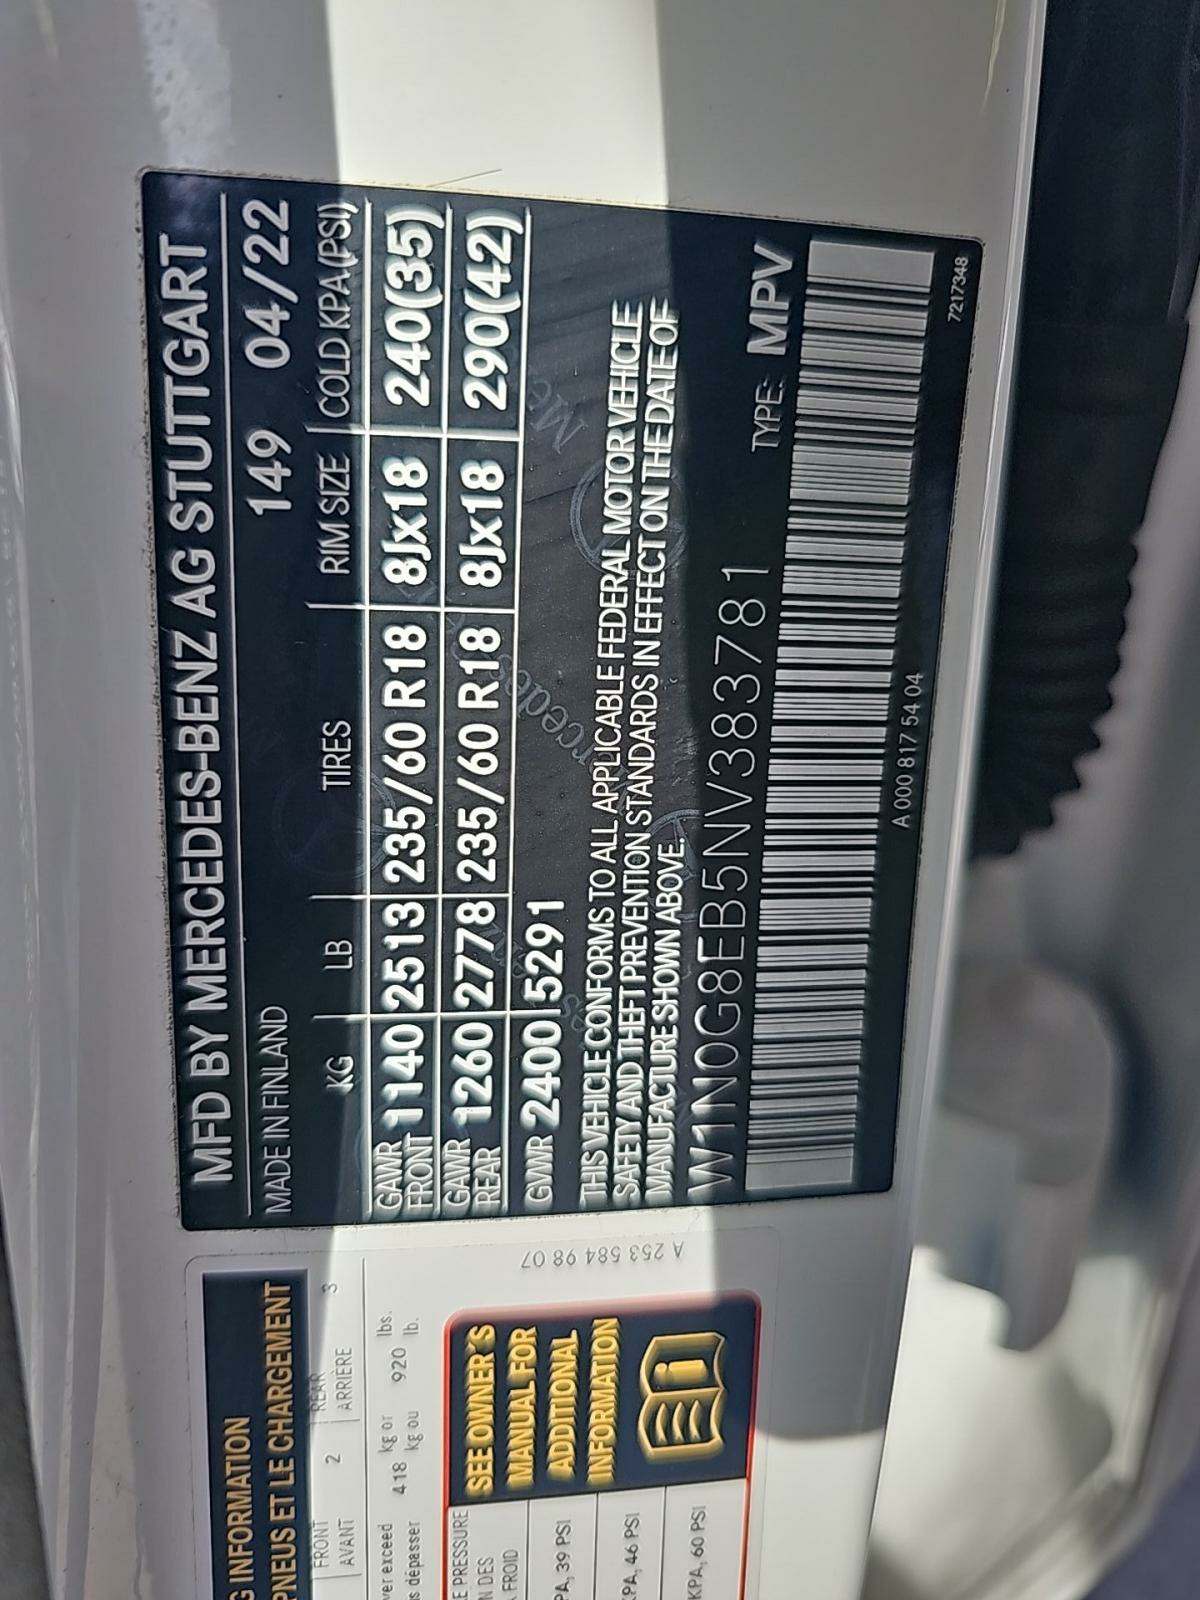 MFD BY MERCEDES-BENZ AG STUTTGART
MADE IN FINLAND 149 04/22
KG LB TIRES RIM SIZE COLD KPA(PSI)
GAWR
FRONT 1140 2513 235/60 R18 8Jx18 240(35)
GAWR
REAR 1260 2778 235/60 R18 8Jx18 290(42)
GVWR 2400 5291
THIS VEHICLE CONFORMS TO ALL APPLICABLE FEDERAL MOTOR VEHICLE
SAFETY AND THEFT PREVENTION STANDARDS IN EFFECT ON THE DATE OF
MANUFACTURE SHOWN ABOVE.
W1N0G8EB5NV383781 TYPE: MPV
A 000 817 54 04 7217348
A 253 584 98 07
INFORMATION
PNEUS ET LE CHARGEMENT
FRONT 2 REAR 3
AVANT ARRIÈRE
exceed 418 kg or 920 lbs.
dépasser kg ou lb.
PRESSURE
DES
FROID
SEE OWNER'S
MANUAL FOR
ADDITIONAL
INFORMATION
39 PSI
46 PSI
KPA, 60 PSI